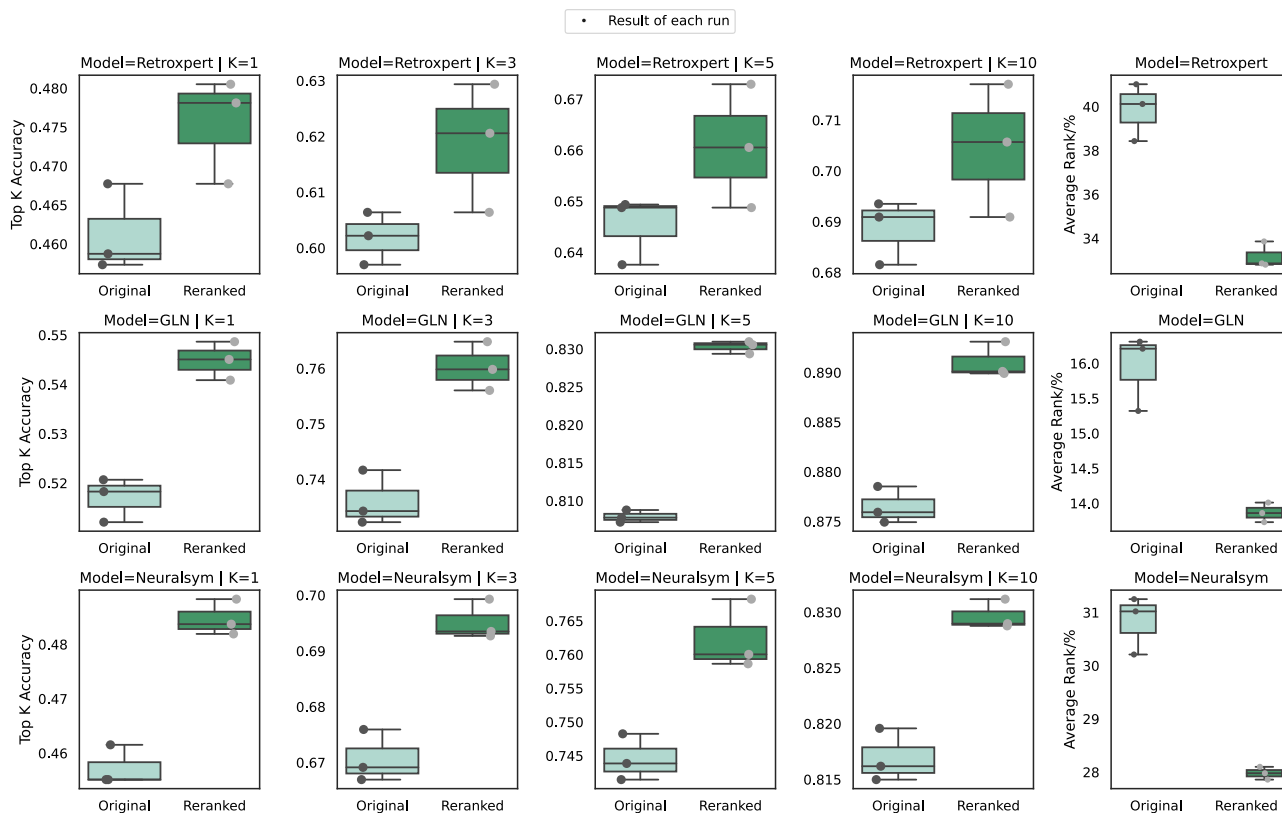 Result of each run
Model=Retroxpert | K=1
Model=Retroxpert | K=3
Model=Retroxpert | K=5
Model=Retroxpert | K=10
Model=Retroxpert
Top K Accuracy
0.480
0.475
0.470
0.465
0.460
0.63
0.62
0.61
0.60
0.67
0.66
0.65
0.64
0.71
0.70
0.69
0.68
Average Rank/%
40
38
36
34
Original Reranked
Original Reranked
Original Reranked
Original Reranked
Original Reranked
Model=GLN | K=1
Model=GLN | K=3
Model=GLN | K=5
Model=GLN | K=10
Model=GLN
Top K Accuracy
0.55
0.54
0.53
0.52
0.76
0.75
0.74
0.830
0.825
0.820
0.815
0.810
0.890
0.885
0.880
0.875
Average Rank/%
16.0
15.5
15.0
14.5
14.0
Original Reranked
Original Reranked
Original Reranked
Original Reranked
Original Reranked
Model=Neuralsym | K=1
Model=Neuralsym | K=3
Model=Neuralsym | K=5
Model=Neuralsym | K=10
Model=Neuralsym
Top K Accuracy
0.48
0.47
0.46
0.70
0.69
0.68
0.67
0.765
0.760
0.755
0.750
0.745
0.830
0.825
0.820
0.815
Average Rank/%
31
30
29
28
Original Reranked
Original Reranked
Original Reranked
Original Reranked
Original Reranked